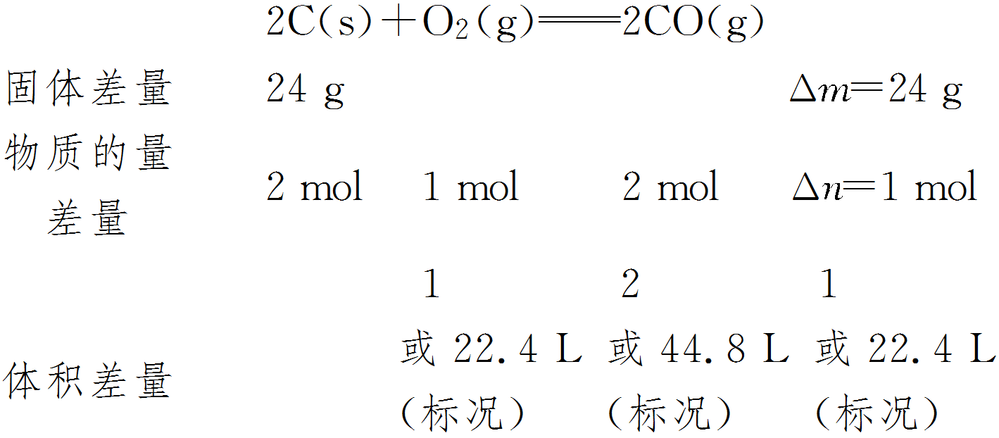 2C(s)+O₂(g)═══2CO(g)
固体差量 24 g Δm=24 g
物质的量
差量 2 mol 1 mol 2 mol Δn=1 mol
1 2 1
体积差量 或 22.4 L 或 44.8 L 或 22.4 L
(标况) (标况) (标况)